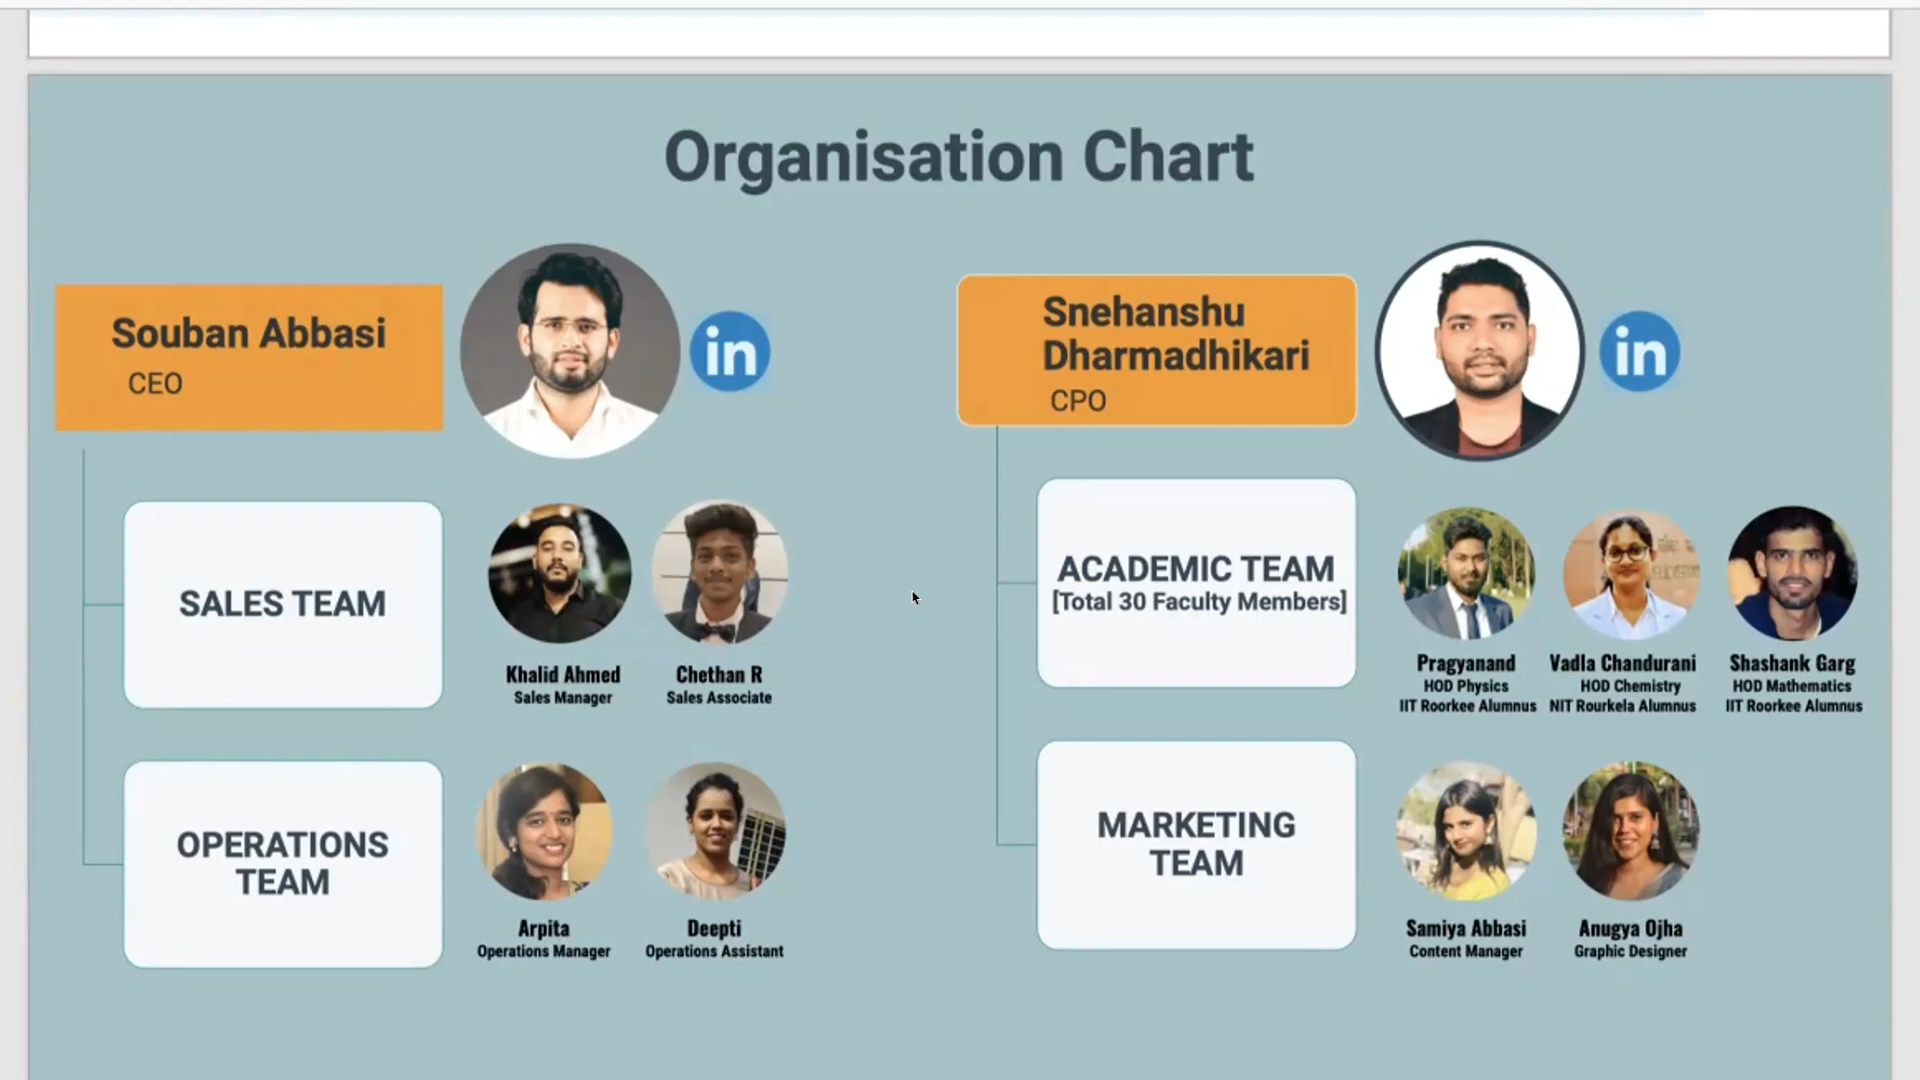 Organisation Chart
Souban Abbasi
CEO
in
Snehanshu
Dharmadhikari
CPO
in
SALES TEAM
Khalid Ahmed
Sales Manager
Chethan R
Sales Associate
OPERATIONS
TEAM
Arpita
Operations Manager
Deepti
Operations Assistant
ACADEMIC TEAM
[Total 30 Faculty Members]
Pragyanand
HOD Physics
IIT Roorkee Alumnus
Vadla Chandurani
HOD Chemistry
NIT Rourkela Alumnus
Shashank Garg
HOD Mathematics
IIT Roorkee Alumnus
MARKETING
TEAM
Samiya Abbasi
Content Manager
Anugya Ojha
Graphic Designer